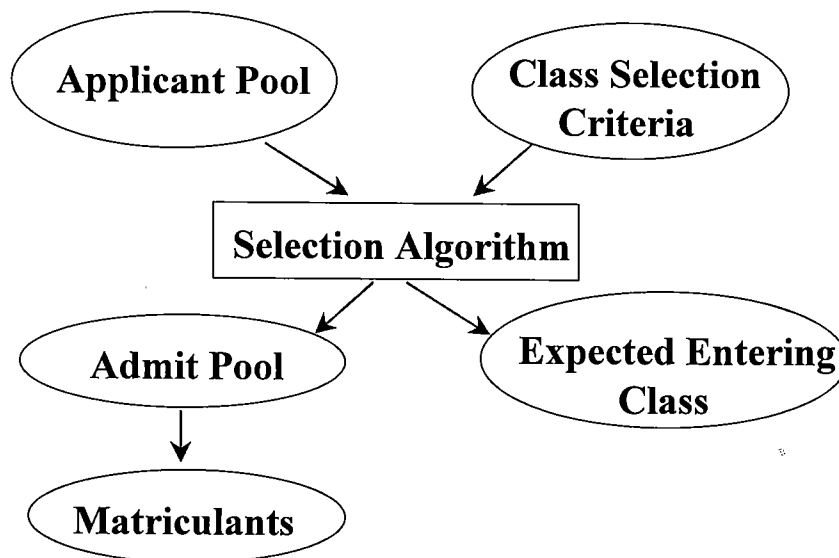 Applicant Pool
Class Selection
Criteria
Selection Algorithm
Admit Pool
Expected Entering
Class
Matriculants